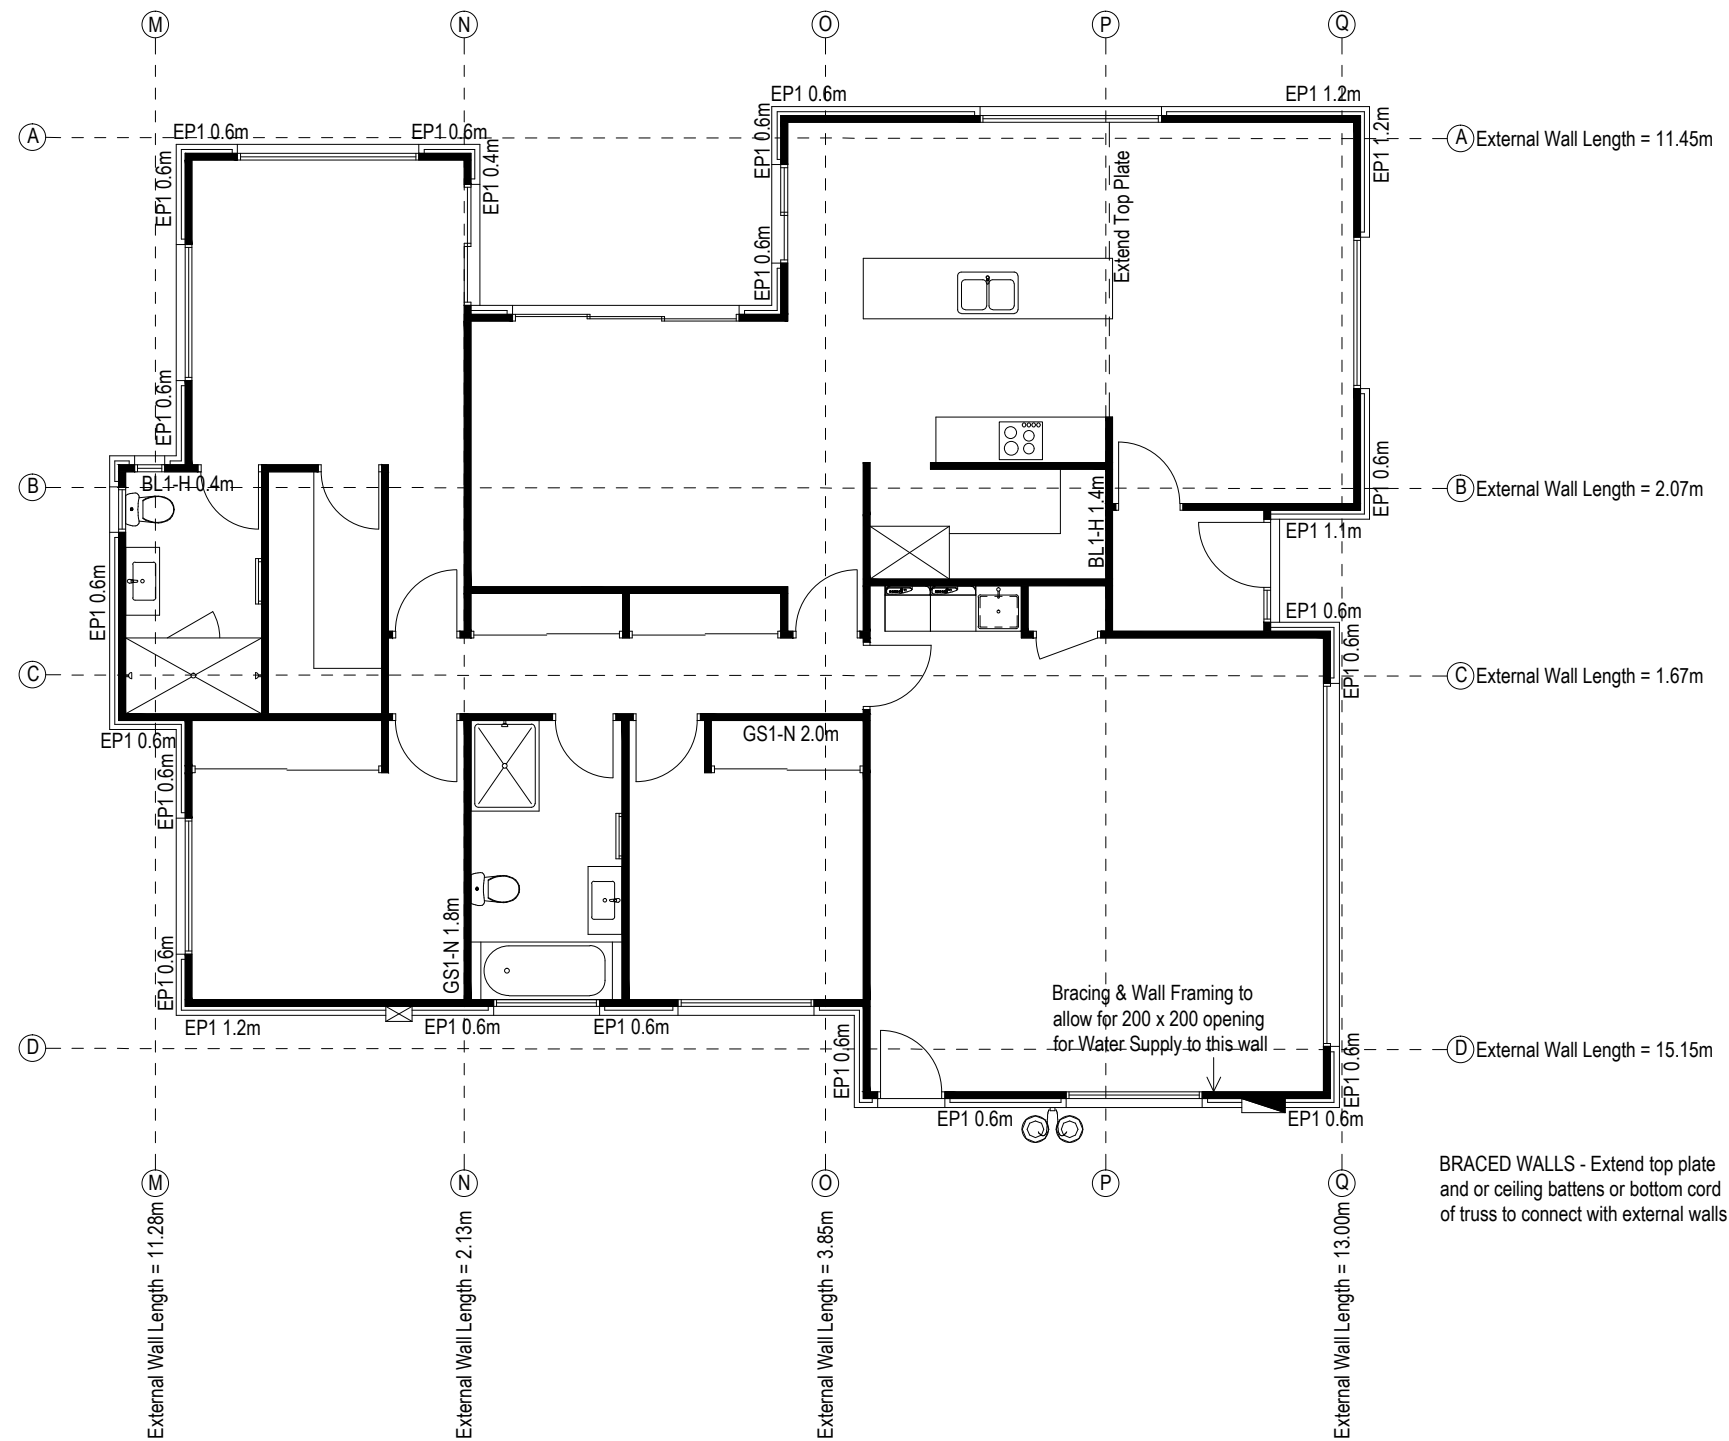 M
N
O
P
Q
EP1 0.6m
EP1 1.2m
EP1 0.6m
EP1 0.6m
EP1 0.6m
EP1 1.2m
A
A
External Wall Length = 11.45m
EP1 0.6m
EP1 0.4m
Extend Top Plate
EP1 0.6m
EP1 0.6m
EP1 0.6m
BL1-H 0.4m
BL1-H 1.4m
B
B
External Wall Length = 2.07m
EP1 1.1m
EP1 0.6m
EP1 0.6m
EP1 0.6m
C
C
External Wall Length = 1.67m
EP1 0.6m
EP1 0.6m
GS1-N 2.0m
GS1-N 1.8m
EP1 0.6m
Bracing & Wall Framing to
allow for 200 x 200 opening
for Water Supply to this wall
EP1 1.2m
EP1 0.6m
EP1 0.6m
D
D
External Wall Length = 15.15m
EP1 0.6m
EP1 0.6m
EP1 0.6m
EP1 0.6m
M
N
O
P
Q
BRACED WALLS - Extend top plate
and or ceiling battens or bottom cord
of truss to connect with external walls
External Wall Length = 11.28m
External Wall Length = 2.13m
External Wall Length = 3.85m
External Wall Length = 13.00m